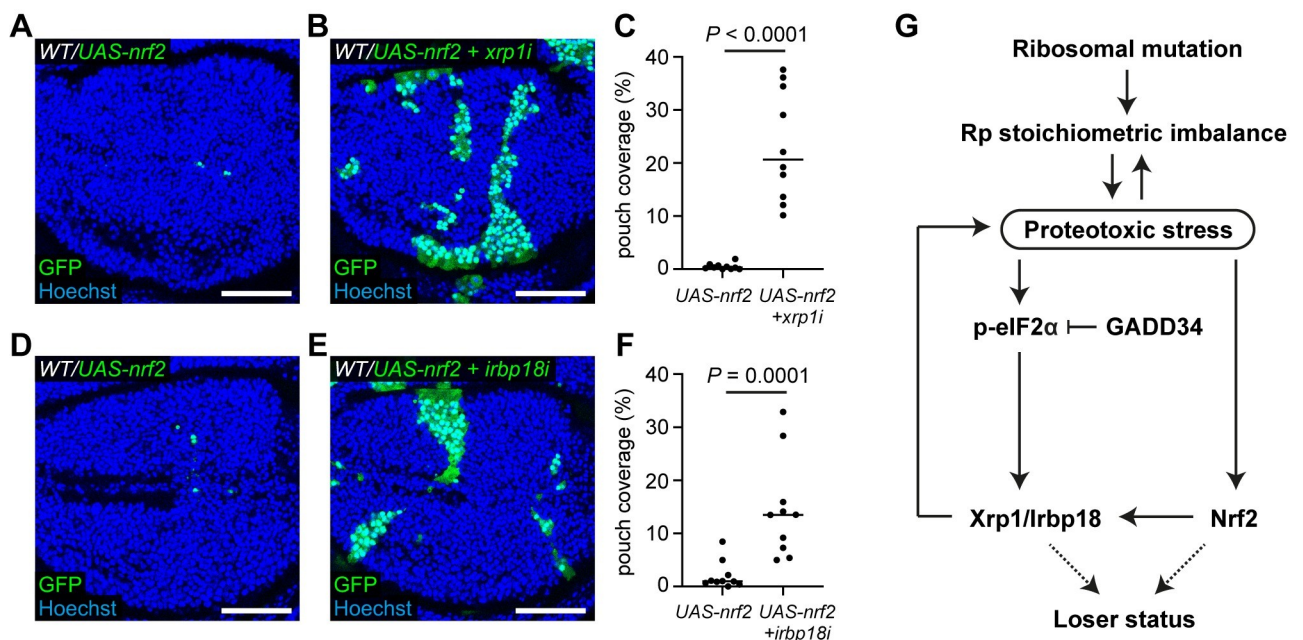 A
WT/UAS-nrf2
GFP
Hoechst
B
WT/UAS-nrf2 + xrp1i
GFP
Hoechst
C
P < 0.0001
pouch coverage (%)
40
30
20
10
0
UAS-nrf2
UAS-nrf2
+xrp1i
D
WT/UAS-nrf2
GFP
Hoechst
E
WT/UAS-nrf2 + irbp18i
GFP
Hoechst
F
P = 0.0001
pouch coverage (%)
40
30
20
10
0
UAS-nrf2
UAS-nrf2
+irbp18i
G
Ribosomal mutation
Rp stoichiometric imbalance
Proteotoxic stress
p-eIF2α
GADD34
Xrp1/Irbp18
Nrf2
Loser status